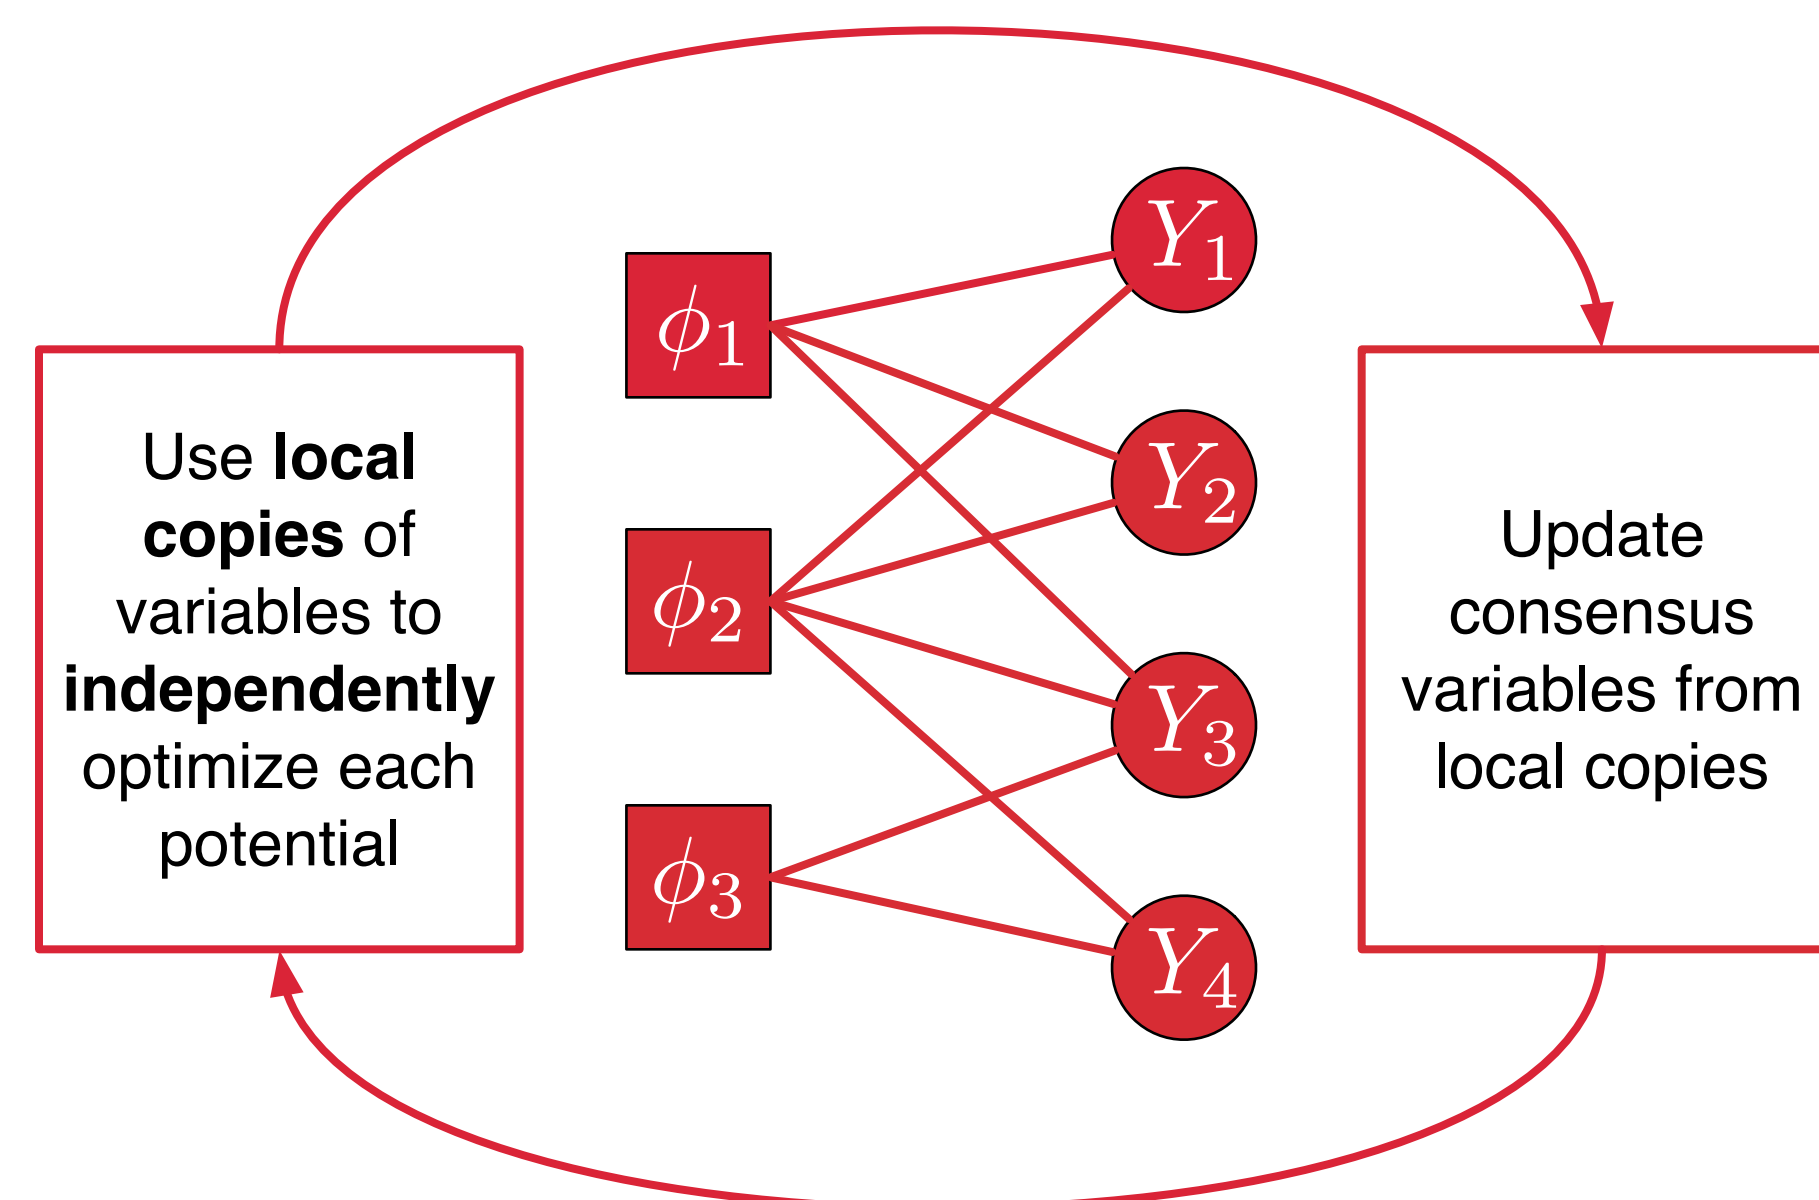 Use local
copies of
variables to
independently
optimize each
potential
ϕ1
ϕ2
ϕ3
Y1
Y2
Y3
Y4
Update
consensus
variables from
local copies